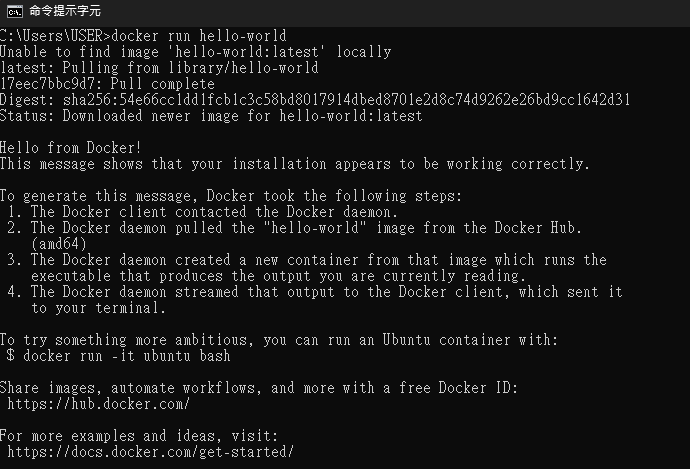 命令提示字元
C:\Users\USER>docker run hello-world
Unable to find image 'hello-world:latest' locally
latest: Pulling from library/hello-world
17eec7bbc9d7: Pull complete
Digest: sha256:54e66cc1dd1fcb1c3c58bd8017914dbed8701e2d8c74d9262e26bd9cc1642d31
Status: Downloaded newer image for hello-world:latest

Hello from Docker!
This message shows that your installation appears to be working correctly.

To generate this message, Docker took the following steps:
 1. The Docker client contacted the Docker daemon.
 2. The Docker daemon pulled the "hello-world" image from the Docker Hub.
    (amd64)
 3. The Docker daemon created a new container from that image which runs the
    executable that produces the output you are currently reading.
 4. The Docker daemon streamed that output to the Docker client, which sent it
    to your terminal.

To try something more ambitious, you can run an Ubuntu container with:
 $ docker run -it ubuntu bash

Share images, automate workflows, and more with a free Docker ID:
 https://hub.docker.com/

For more examples and ideas, visit:
 https://docs.docker.com/get-started/